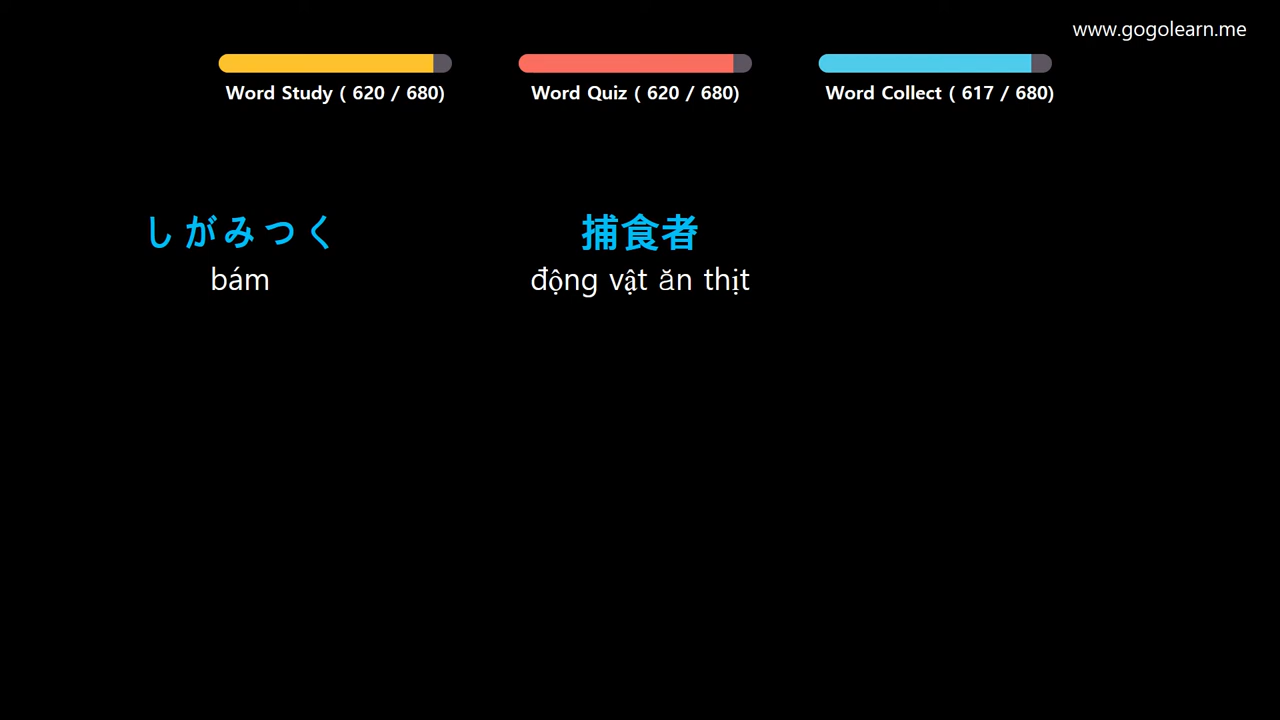 www.gogolearn.me
Word Study ( 620 / 680)
Word Quiz ( 620 / 680)
Word Collect ( 617 / 680)
しがみつく
bám
捕食者
động vật ăn thịt